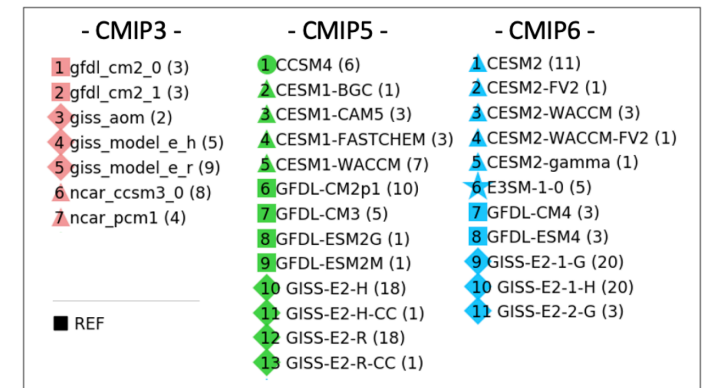 - CMIP3 -
1 gfdl_cm2_0 (3)
2 gfdl_cm2_1 (3)
3 giss_aom (2)
4 giss_model_e_h (5)
5 giss_model_e_r (9)
6 ncar_ccsm3_0 (8)
7 ncar_pcm1 (4)
REF
- CMIP5 -
1 CCSM4 (6)
2 CESM1-BGC (1)
3 CESM1-CAM5 (3)
4 CESM1-FASTCHEM (3)
5 CESM1-WACCM (7)
6 GFDL-CM2p1 (10)
7 GFDL-CM3 (5)
8 GFDL-ESM2G (1)
9 GFDL-ESM2M (1)
10 GISS-E2-H (18)
11 GISS-E2-H-CC (1)
12 GISS-E2-R (18)
13 GISS-E2-R-CC (1)
- CMIP6 -
1 CESM2 (11)
2 CESM2-FV2 (1)
3 CESM2-WACCM (3)
4 CESM2-WACCM-FV2 (1)
5 CESM2-gamma (1)
6 E3SM-1-0 (5)
7 GFDL-CM4 (3)
8 GFDL-ESM4 (3)
9 GISS-E2-1-G (20)
10 GISS-E2-1-H (20)
11 GISS-E2-2-G (3)